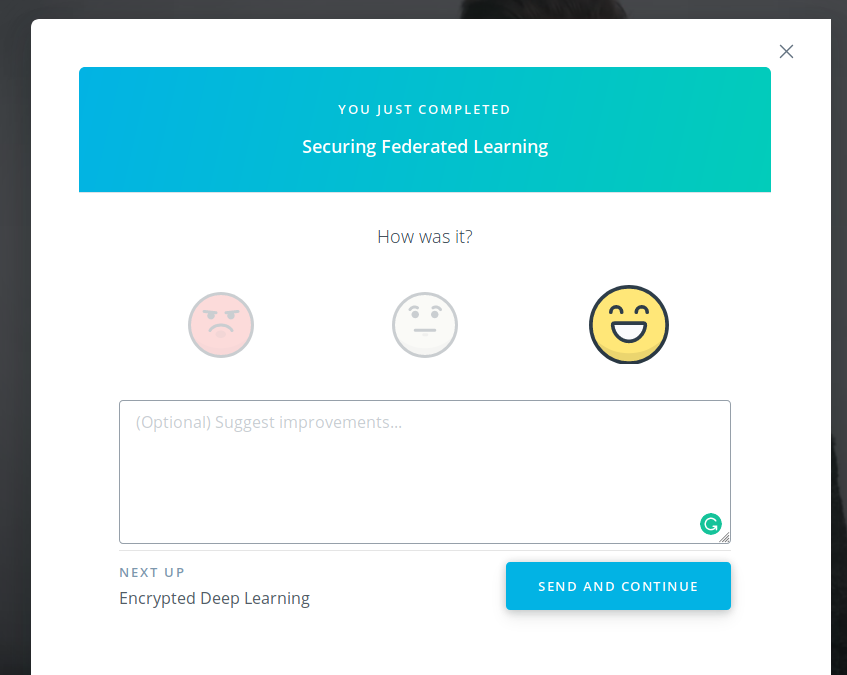 YOU JUST COMPLETED
Securing Federated Learning
How was it?
(Optional) Suggest improvements...
NEXT UP
Encrypted Deep Learning
SEND AND CONTINUE